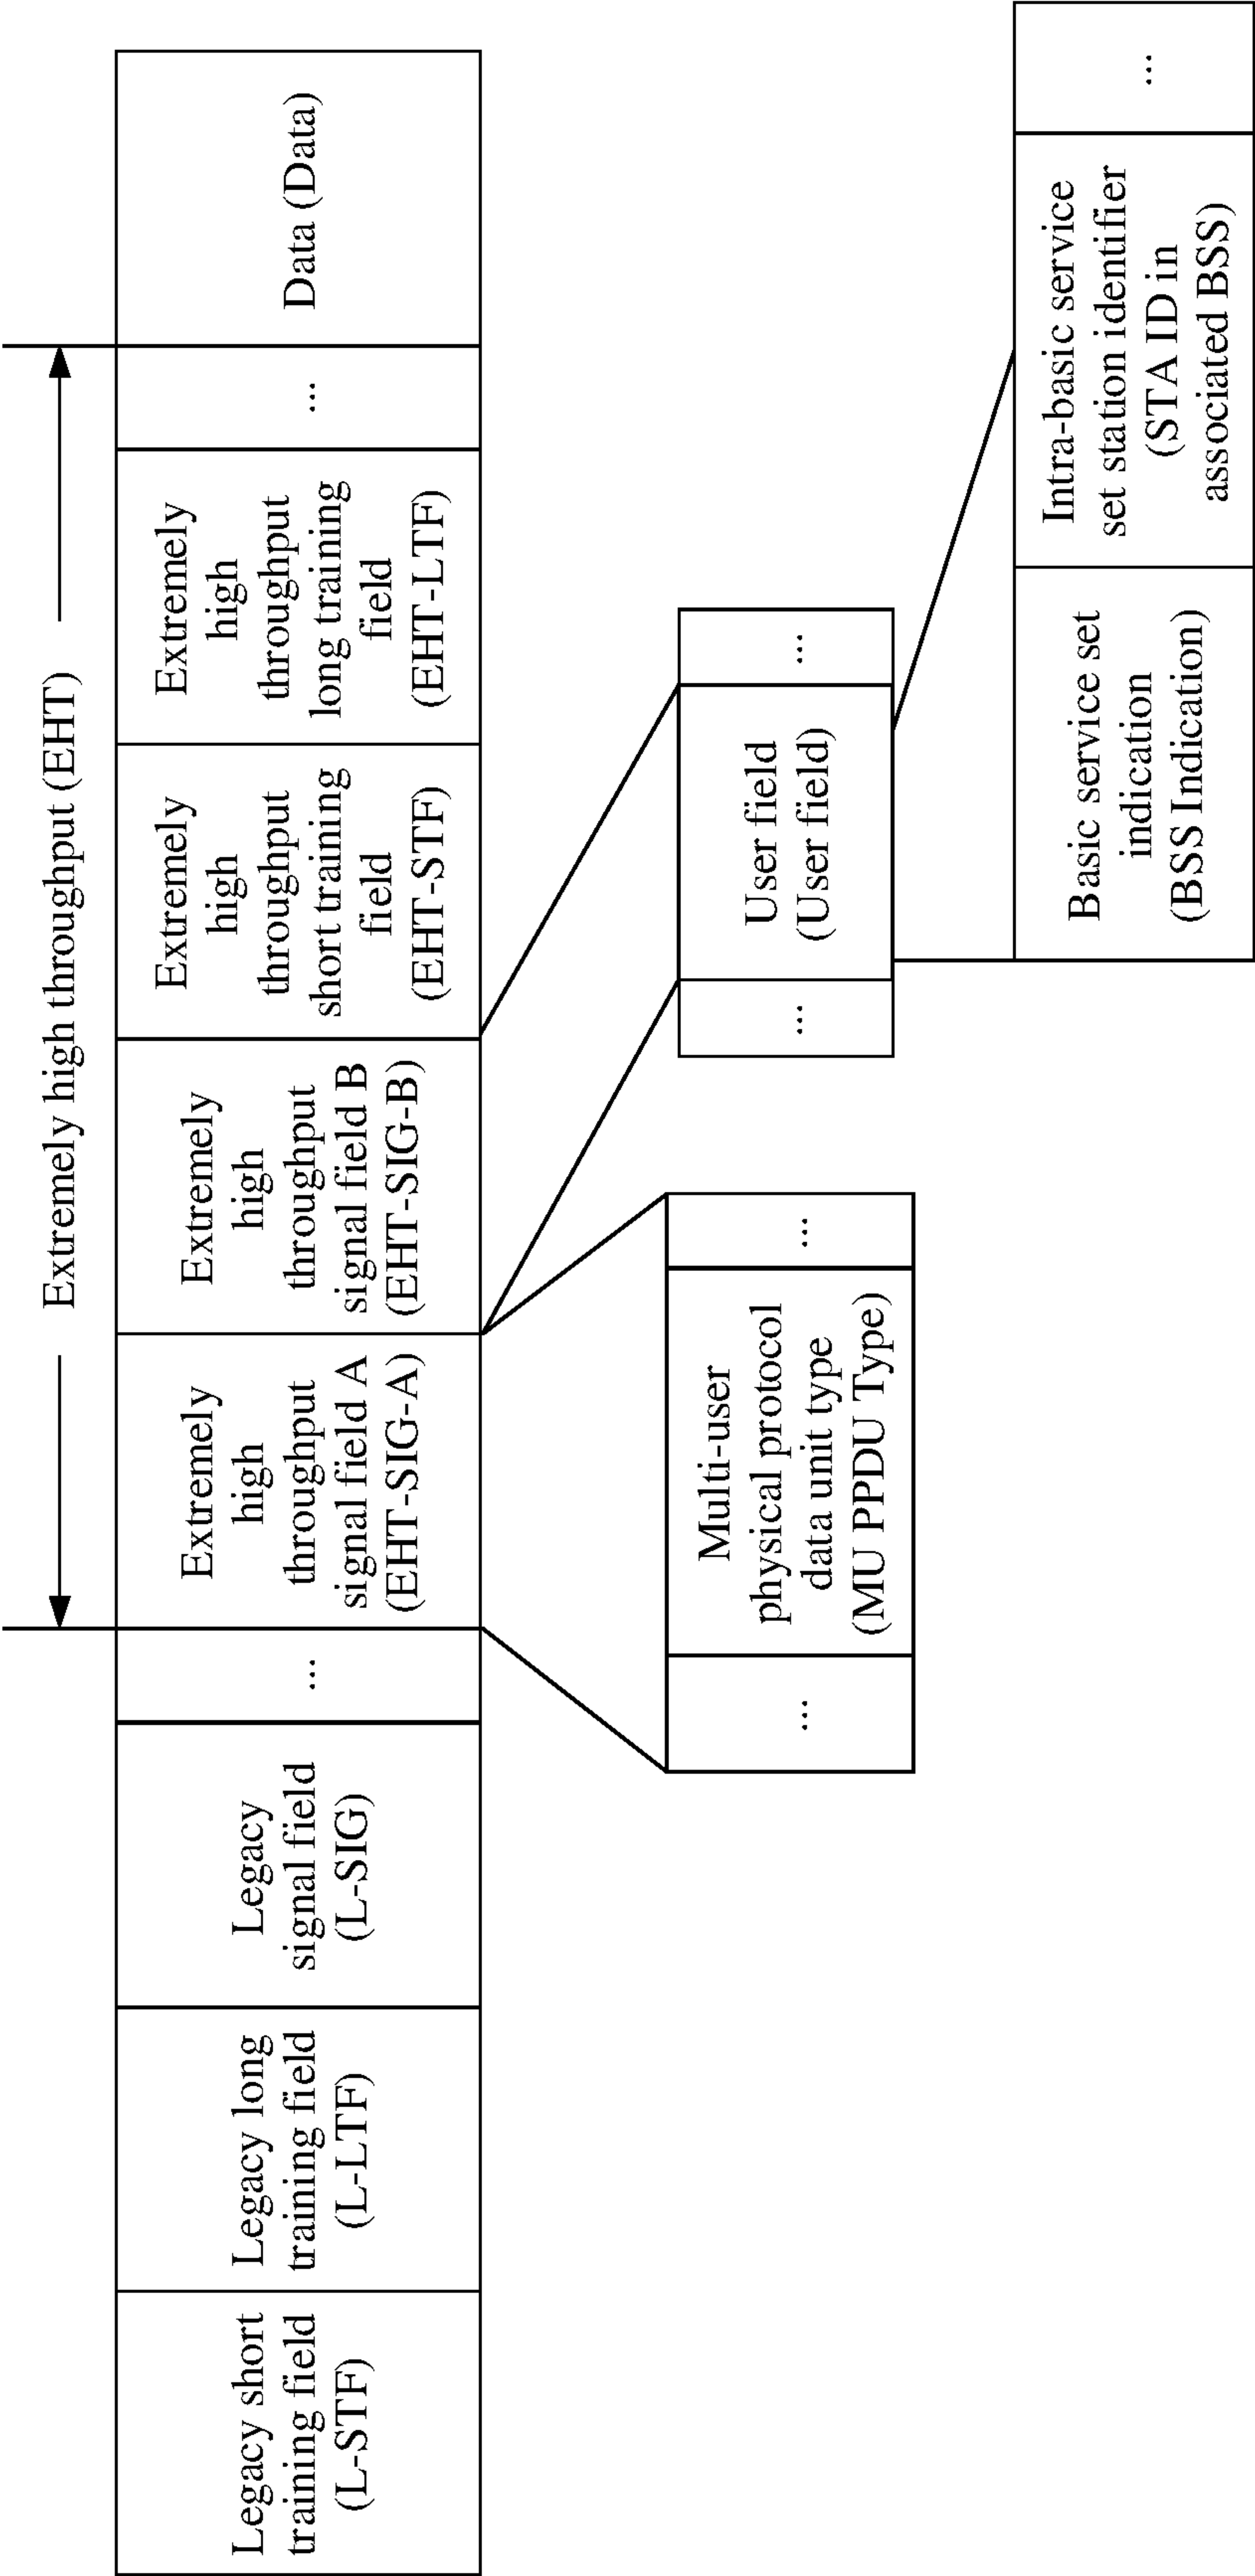 Extremely high throughput (EHT)
Legacy short
training field
(L-STF)
Legacy long
training field
(L-LTF)
Legacy
signal field
(L-SIG)
...
Extremely
high
throughput
signal field A
(EHT-SIG-A)
Extremely
high
throughput
signal field B
(EHT-SIG-B)
Extremely
high
throughput
short training
field
(EHT-STF)
Extremely
high
throughput
long training
field
(EHT-LTF)
...
Data (Data)
...
Multi-user
physical protocol
data unit type
(MU PPDU Type)
...
...
User field
(User field)
...
Basic service set
indication
(BSS Indication)
Intra-basic service
set station identifier
(STA ID in
associated BSS)
...